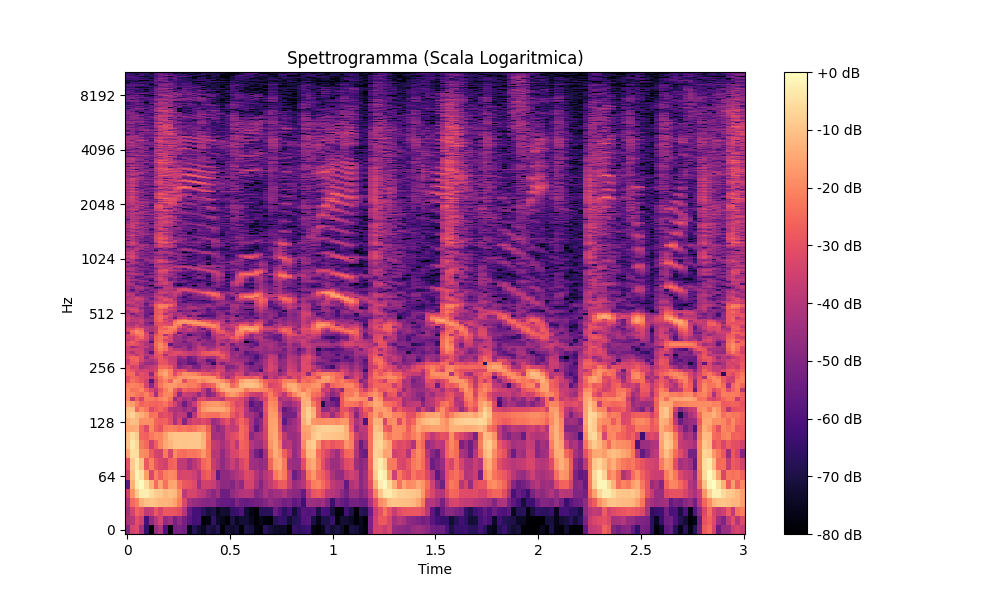 Spettrogramma (Scala Logaritmica)
Hz
8192
4096
2048
1024
512
256
128
64
0
0
0.5
1
1.5
2
2.5
3
Time
+0 dB
-10 dB
-20 dB
-30 dB
-40 dB
-50 dB
-60 dB
-70 dB
-80 dB